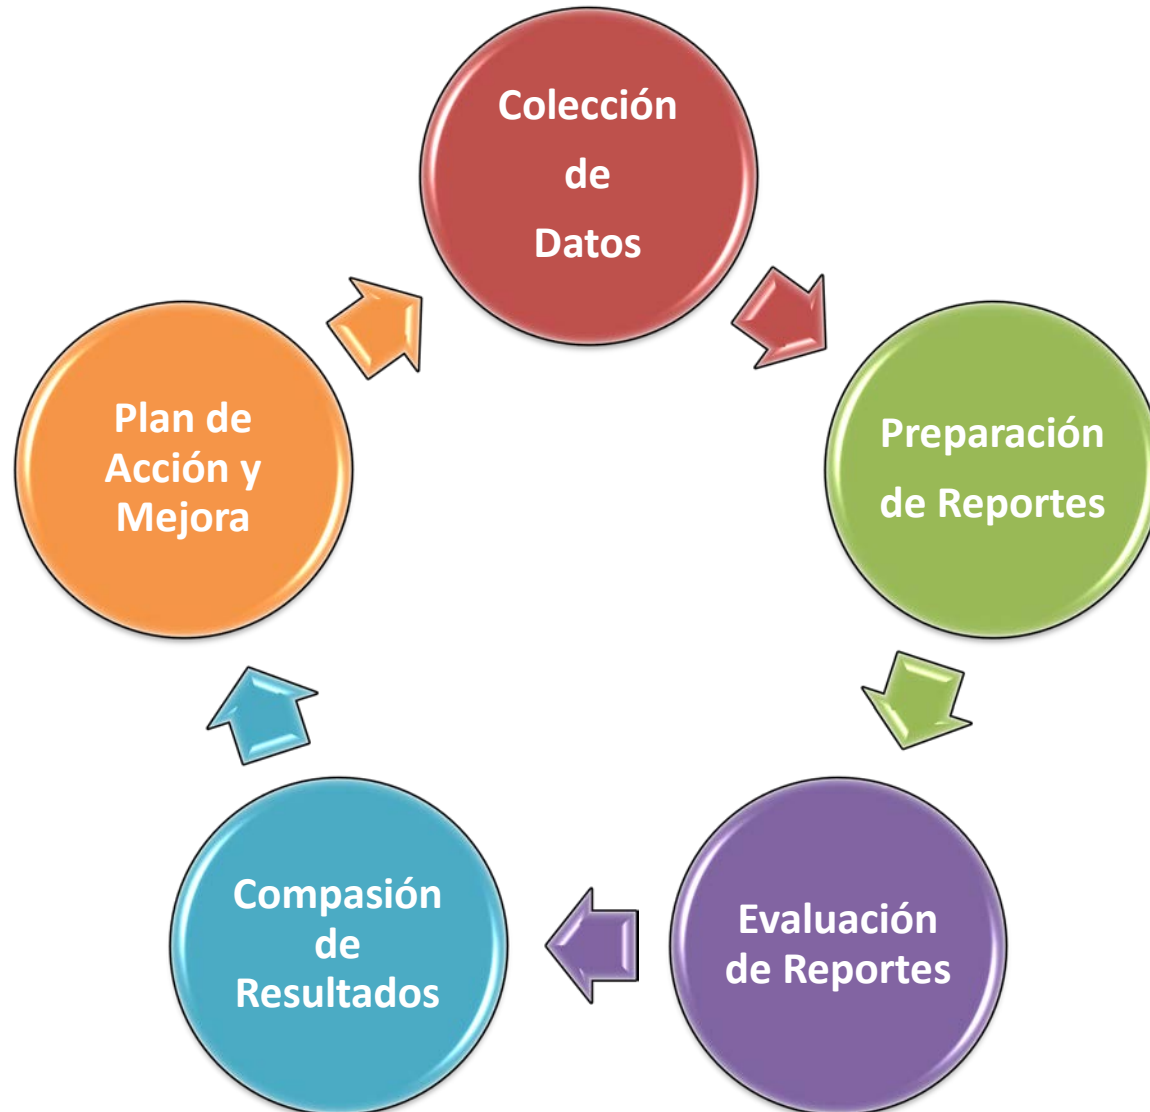 Colección
de
Datos
Preparación
de Reportes
Evaluación
de Reportes
Compasión
de
Resultados
Plan de
Acción y
Mejora